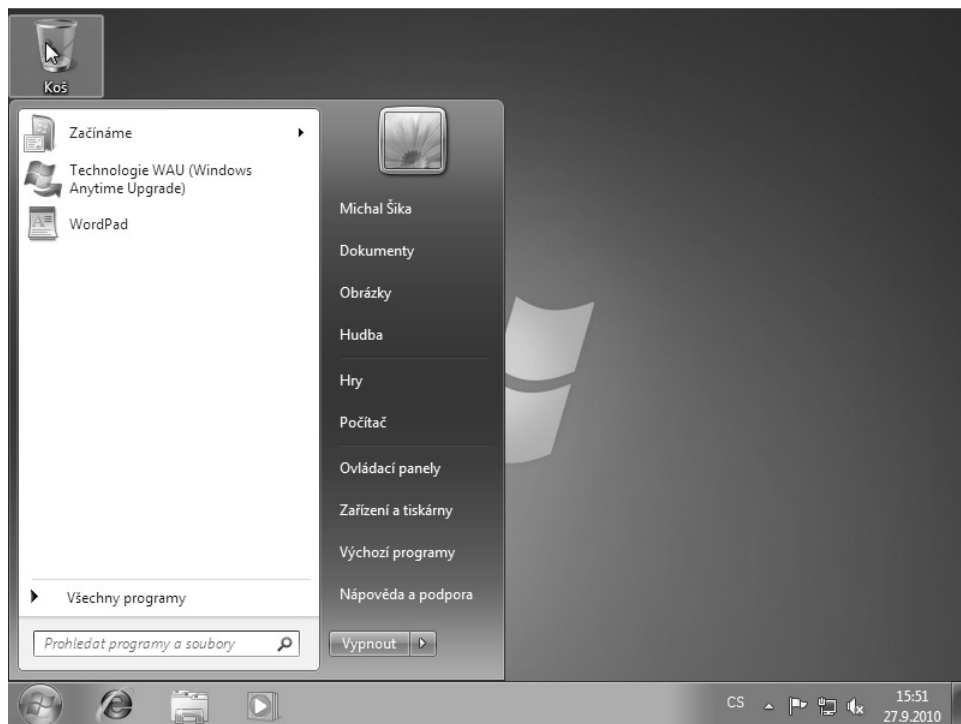 Koš
Začínáme
Technologie WAU (Windows
Anytime Upgrade)
WordPad
Všechny programy
Prohledat programy a soubory
Michal Šika
Dokumenty
Obrázky
Hudba
Hry
Počítač
Ovládací panely
Zařízení a tiskárny
Výchozí programy
Nápověda a podpora
Vypnout
CS
15:51
27.9.2010